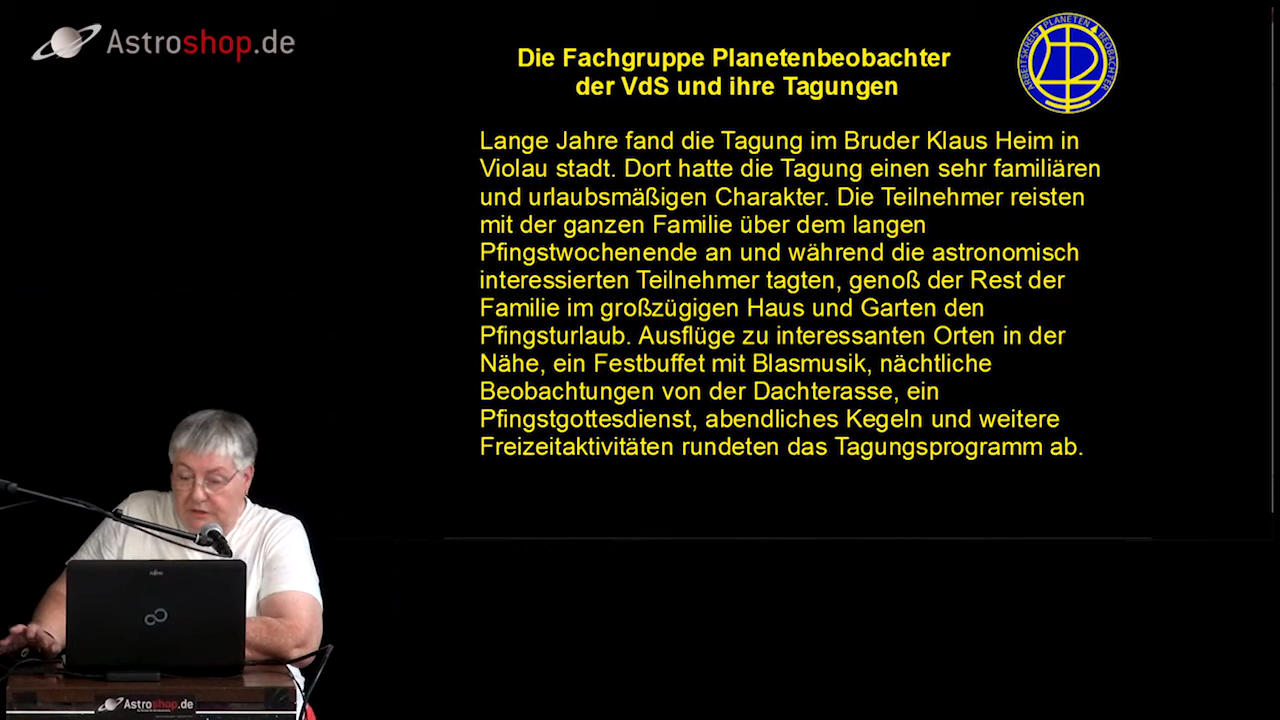 Astroshop.de
Die Fachgruppe Planetenbeobachter
der VdS und ihre Tagungen
ARBEITSKREIS PLANETEN BEOBACHTER
Lange Jahre fand die Tagung im Bruder Klaus Heim in
Violau stadt. Dort hatte die Tagung einen sehr familiären
und urlaubsmäßigen Charakter. Die Teilnehmer reisten
mit der ganzen Familie über dem langen
Pfingstwochenende an und während die astronomisch
interessierten Teilnehmer tagten, genoß der Rest der
Familie im großzügigen Haus und Garten den
Pfingsturlaub. Ausflüge zu interessanten Orten in der
Nähe, ein Festbuffet mit Blasmusik, nächtliche
Beobachtungen von der Dachterasse, ein
Pfingstgottesdienst, abendliches Kegeln und weitere
Freizeitaktivitäten rundeten das Tagungsprogramm ab.
FUJITSU
Astroshop.de